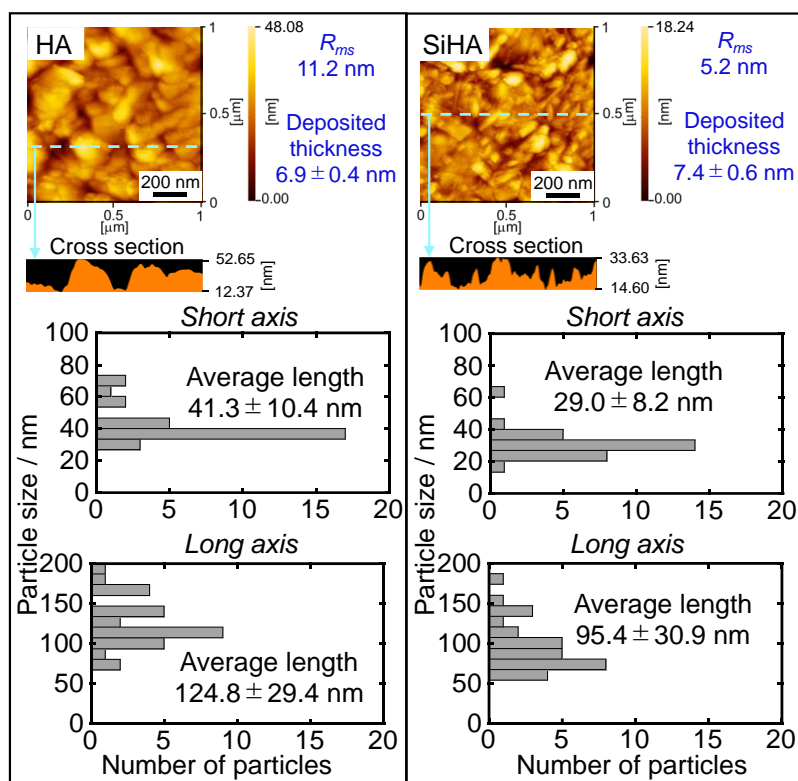 HA
48.08
[nm]
0.00
R_ms
11.2 nm
Deposited
thickness
6.9 ± 0.4 nm
1
0.5
0
[μm]
200 nm
0
0.5
1
[μm]
Cross section
52.65
12.37
[nm]
Short axis
100
80
60
40
20
0
Average length
41.3 ± 10.4 nm
0
5
10
15
20
Long axis
200
150
100
50
0
Average length
124.8 ± 29.4 nm
0
5
10
15
20
Particle size / nm
Number of particles
SiHA
18.24
[nm]
0.00
R_ms
5.2 nm
Deposited
thickness
7.4 ± 0.6 nm
1
0.5
0
[μm]
200 nm
0
0.5
1
[μm]
Cross section
33.63
14.60
[nm]
Short axis
100
80
60
40
20
0
Average length
29.0 ± 8.2 nm
0
5
10
15
20
Long axis
200
150
100
50
0
Average length
95.4 ± 30.9 nm
0
5
10
15
20
Particle size / nm
Number of particles